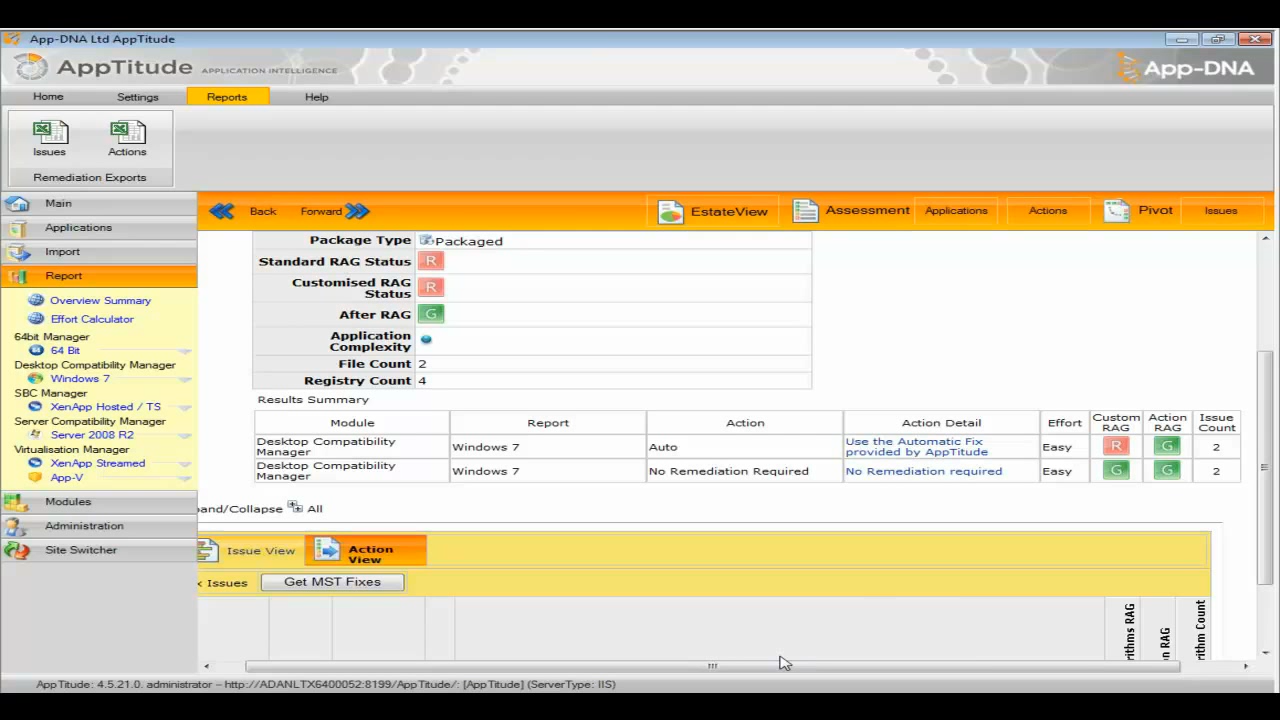 App-DNA Ltd AppTitude
AppTitude APPLICATION INTELLIGENCE
App-DNA
Home Settings Reports Help
Issues Actions
Remediation Exports
Main
Applications
Import
Report
Overview Summary
Effort Calculator
64bit Manager
64 Bit
Desktop Compatibility Manager
Windows 7
SBC Manager
XenApp Hosted / TS
Server Compatibility Manager
Server 2008 R2
Virtualisation Manager
XenApp Streamed
App-V
Modules
Administration
Site Switcher
Back Forward EstateView Assessment Applications Actions Pivot Issues
Package Type Packaged
Standard RAG Status R
Customised RAG
Status R
After RAG G
Application
Complexity
File Count 2
Registry Count 4
Results Summary
Module Report Action Action Detail Effort Custom RAG Action RAG Issue Count
Desktop Compatibility Manager Windows 7 Auto Use the Automatic Fix provided by AppTitude Easy R G 2
Desktop Compatibility Manager Windows 7 No Remediation Required No Remediation required Easy G G 2
and/Collapse All
Issue View Action View
x Issues Get MST Fixes
rithms RAG
n RAG
rithm Count
AppTitude: 4.5.21.0. administrator -- http://ADANLTX6400052:8199/AppTitude/: [AppTitude] (ServerType: IIS)